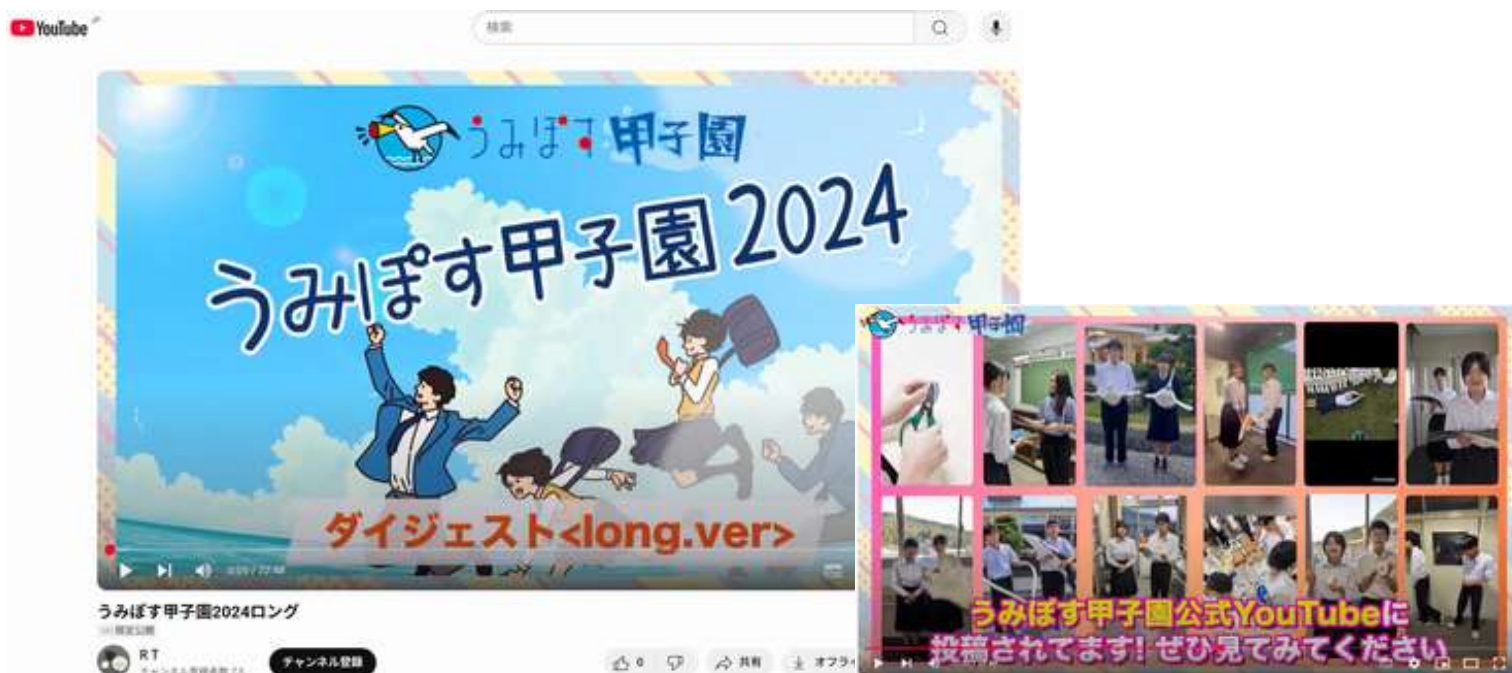 YouTube
検索
うみぽす甲子園
うみぽす甲子園2024
ダイジェスト<long.ver>
うみぽす甲子園2024ロング
限定公開
RT
チャンネル登録
0
共有
うみぽす甲子園
うみぽす甲子園公式YouTubeに
投稿されてます!ぜひ見てみてください